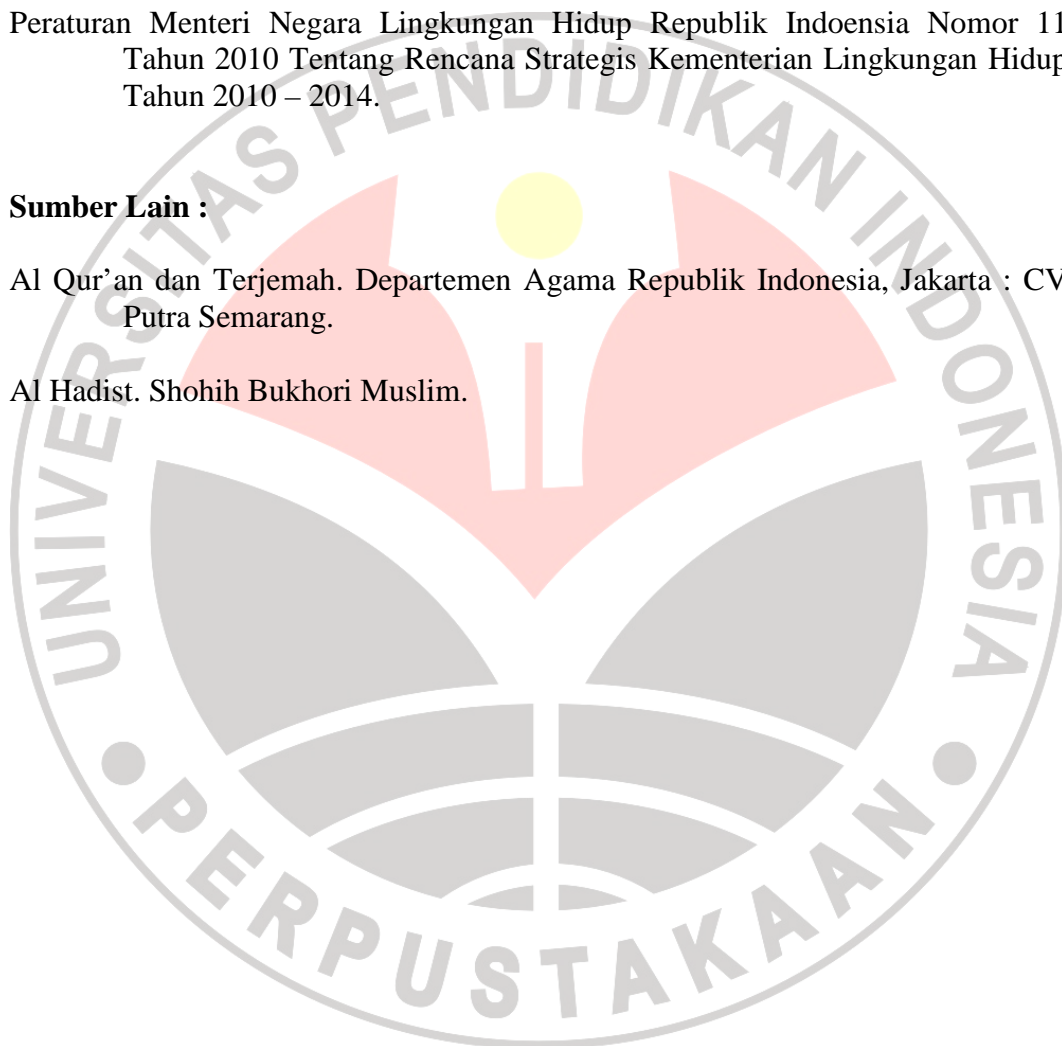 Peraturan Menteri Negara Lingkungan Hidup Republik Indoensia Nomor 11
Tahun 2010 Tentang Rencana Strategis Kementerian Lingkungan Hidup
Tahun 2010 – 2014.
Sumber Lain :
Al Qur’an dan Terjemah. Departemen Agama Republik Indonesia, Jakarta : CV
Putra Semarang.
Al Hadist. Shohih Bukhori Muslim.
UNIVERSITAS PENDIDIKAN INDONESIA
PERPUSTAKAAN